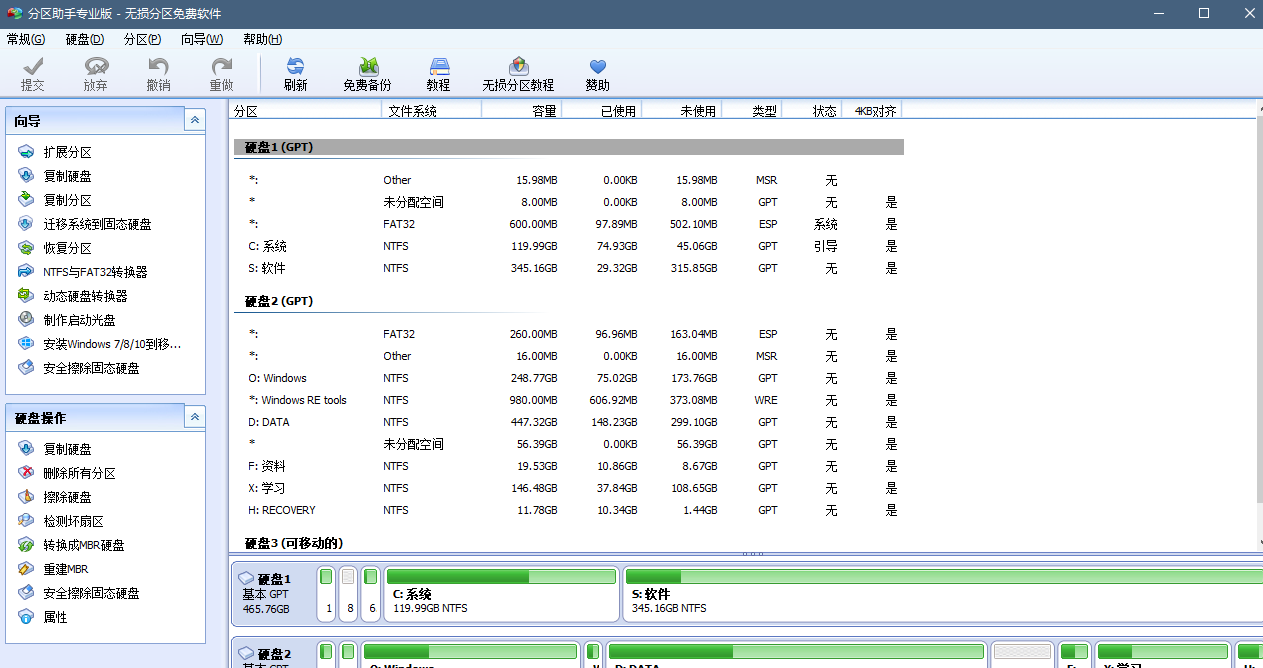 分区助手专业版 - 无损分区免费软件
常规(G) 硬盘(D) 分区(P) 向导(W) 帮助(H)
提交 放弃 撤销 重做 刷新 免费备份 教程 无损分区教程 赞助
向导
扩展分区
复制硬盘
复制分区
迁移系统到固态硬盘
恢复分区
NTFS与FAT32转换器
动态硬盘转换器
制作启动光盘
安装Windows 7/8/10到移...
安全擦除固态硬盘
硬盘操作
复制硬盘
删除所有分区
擦除硬盘
检测坏扇区
转换成MBR硬盘
重建MBR
安全擦除固态硬盘
属性
分区 文件系统 容量 已使用 未使用 类型 状态 4KB对齐
硬盘1 (GPT)
*: Other 15.98MB 0.00KB 15.98MB MSR 无
* 未分配空间 8.00MB 0.00KB 8.00MB GPT 无 是
*: FAT32 600.00MB 97.89MB 502.10MB ESP 系统 是
C: 系统 NTFS 119.99GB 74.93GB 45.06GB GPT 引导 是
S: 软件 NTFS 345.16GB 29.32GB 315.85GB GPT 无 是
硬盘2 (GPT)
*: FAT32 260.00MB 96.96MB 163.04MB ESP 无 是
*: Other 16.00MB 0.00KB 16.00MB MSR 无 是
O: Windows NTFS 248.77GB 75.02GB 173.76GB GPT 无 是
*: Windows RE tools NTFS 980.00MB 606.92MB 373.08MB WRE 无 是
D: DATA NTFS 447.32GB 148.23GB 299.10GB GPT 无 是
* 未分配空间 56.39GB 0.00KB 56.39GB GPT 无 是
F: 资料 NTFS 19.53GB 10.86GB 8.67GB GPT 无 是
X: 学习 NTFS 146.48GB 37.84GB 108.65GB GPT 无 是
H: RECOVERY NTFS 11.78GB 10.34GB 1.44GB GPT 无 是
硬盘3 (可移动的)
硬盘1
基本 GPT
465.76GB
1 8 6
C: 系统
119.99GB NTFS
S: 软件
345.16GB NTFS
硬盘2
基本 GPT
O: Windows
D: DATA
X: 学习